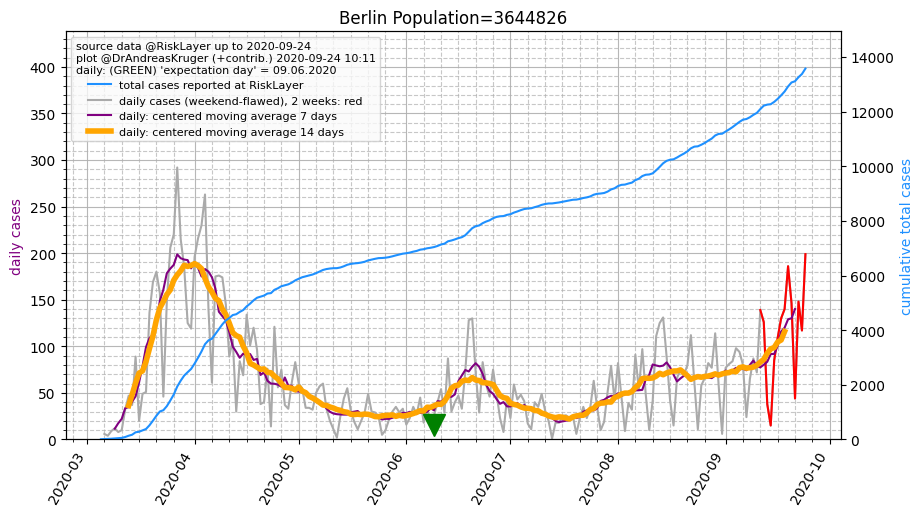 Berlin Population=3644826
source data @RiskLayer up to 2020-09-24
plot @DrAndreasKruger (+contrib.) 2020-09-24 10:11
daily: (GREEN) 'expectation day' = 09.06.2020
total cases reported at RiskLayer
daily cases (weekend-flawed), 2 weeks: red
daily: centered moving average 7 days
daily: centered moving average 14 days
daily cases
400
350
300
250
200
150
100
50
0
cumulative total cases
14000
12000
10000
8000
6000
4000
2000
0
2020-03
2020-04
2020-05
2020-06
2020-07
2020-08
2020-09
2020-10